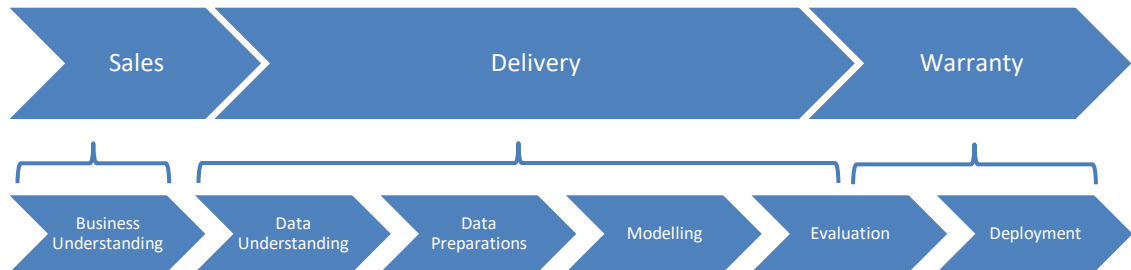 Sales
Delivery
Warranty
Business
Understanding
Data
Understanding
Data
Preparations
Modelling
Evaluation
Deployment